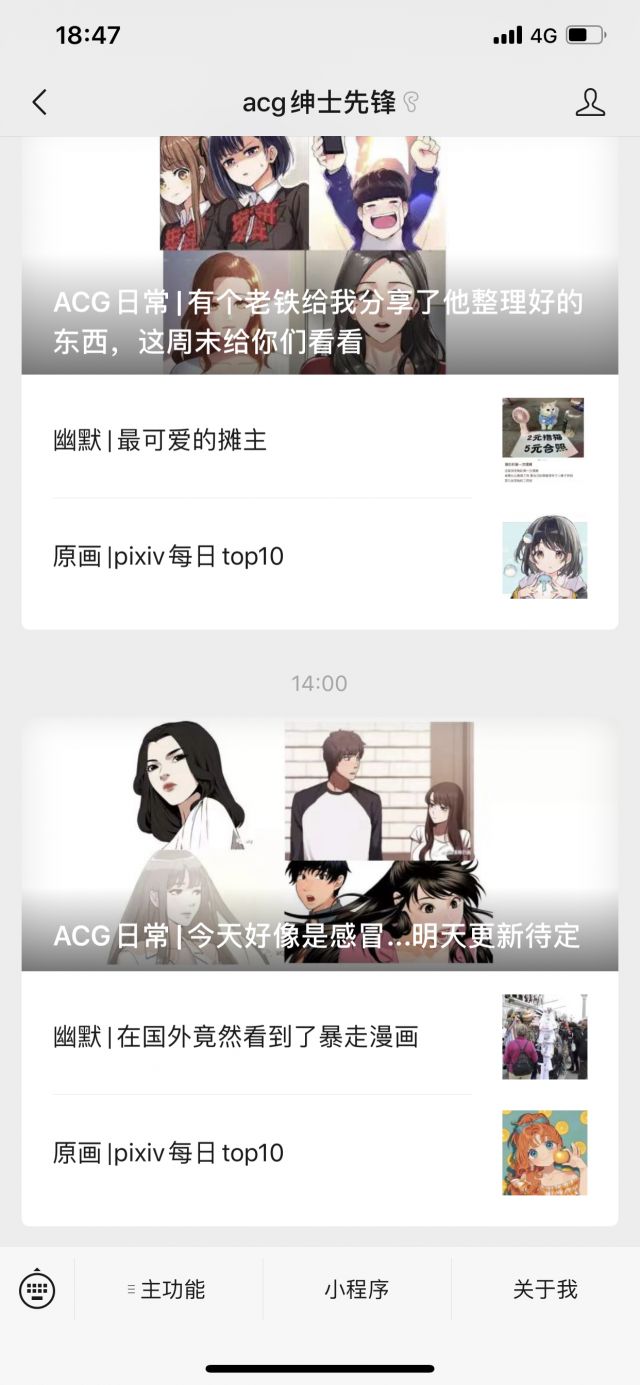 18:47
4G
acg绅士先锋
ACG日常|有个老铁给我分享了他整理好的
东西，这周末给你们看看
幽默|最可爱的摊主
2元撸猫
5元合照
原画|pixiv每日top10
14:00
ACG日常|今天好像是感冒...明天更新待定
幽默|在国外竟然看到了暴走漫画
原画|pixiv每日top10
主功能
小程序
关于我